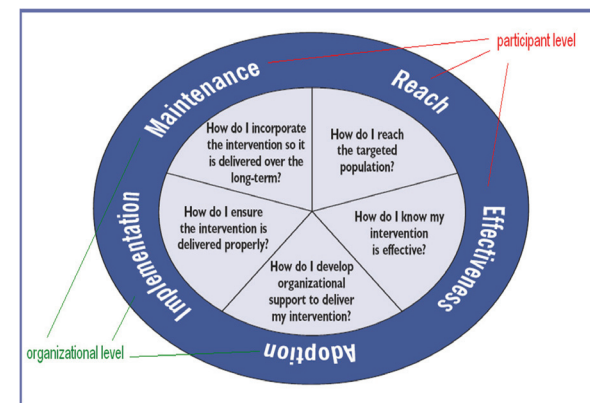 participant level
Maintenance
Reach
How do I incorporate
the intervention so it
is delivered over the
long-term?
How do I reach
the targeted
population?
How do I ensure
the intervention is
delivered properly?
How do I know my
intervention
is effective?
How do I develop
organizational
support to deliver
my intervention?
Implementation
Effectiveness
Adoption
organizational level